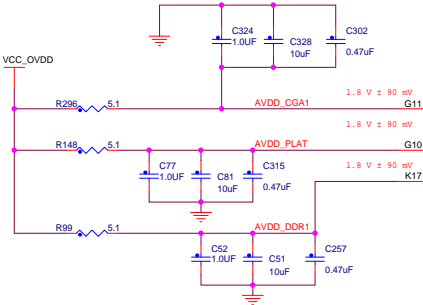 C324
1.0UF
C328
10uF
C302
0.47uF
VCC_OVDD
1.8 V ± 90 mV
R296
5.1
AVDD_CGA1
G11
1.8 V ± 90 mV
R148
5.1
AVDD_PLAT
G10
1.8 V ± 90 mV
K17
C77
1.0UF
C81
10uF
C315
0.47uF
R99
5.1
AVDD_DDR1
C52
1.0UF
C51
10uF
C257
0.47uF